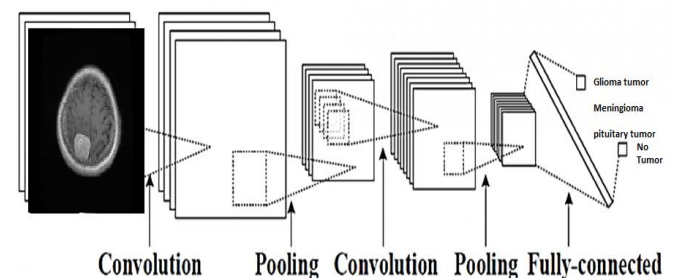 Glioma tumor
Meningioma
pituitary tumor
No
Tumor
Convolution Pooling Convolution Pooling Fully-connected